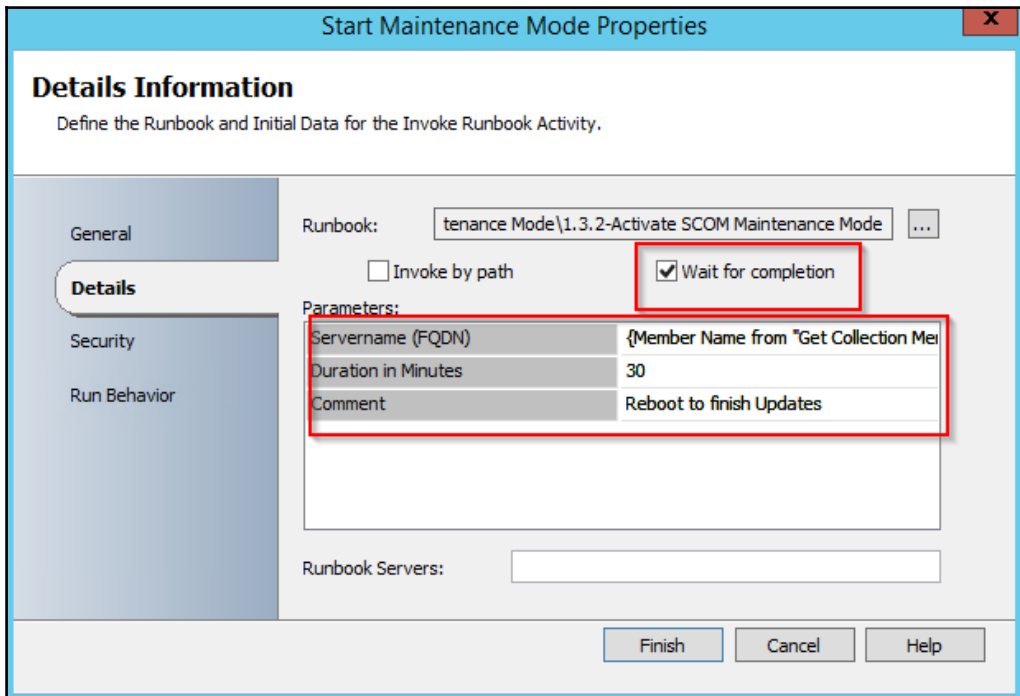 Start Maintenance Mode Properties
x
Details Information
Define the Runbook and Initial Data for the Invoke Runbook Activity.
General
Details
Security
Run Behavior
Runbook: tenance Mode\1.3.2-Activate SCOM Maintenance Mode ...
Invoke by path Wait for completion
Parameters:
Servername (FQDN) {Member Name from "Get Collection
Duration in Minutes 30
Comment Reboot to finish Updates
Runbook Servers:
Finish Cancel Help